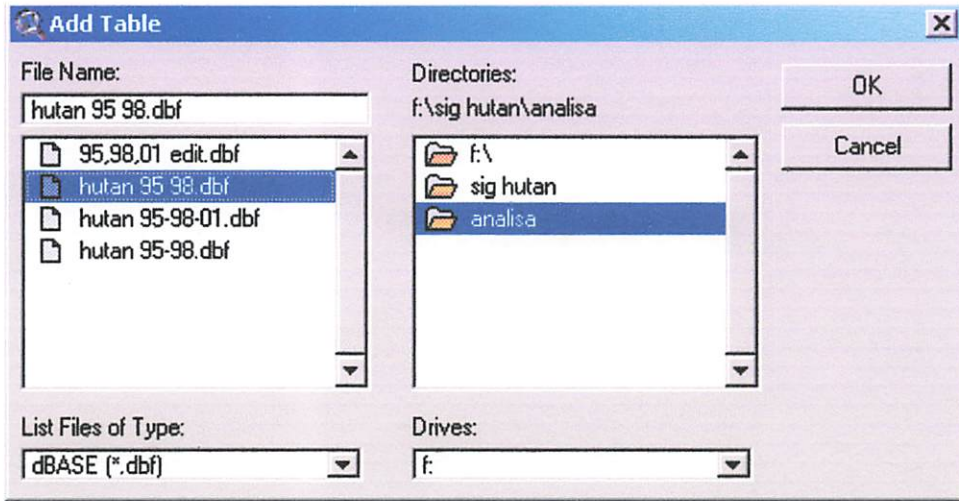 Add Table
File Name:
hutan 95 98.dbf
95,98,01 edit.dbf
hutan 95 98.dbf
hutan 95-98-01.dbf
hutan 95-98.dbf
List Files of Type:
dBASE (*.dbf)
Directories:
f:\sig hutan\analisa
f:\
sig hutan
analisa
Drives:
f:
OK
Cancel